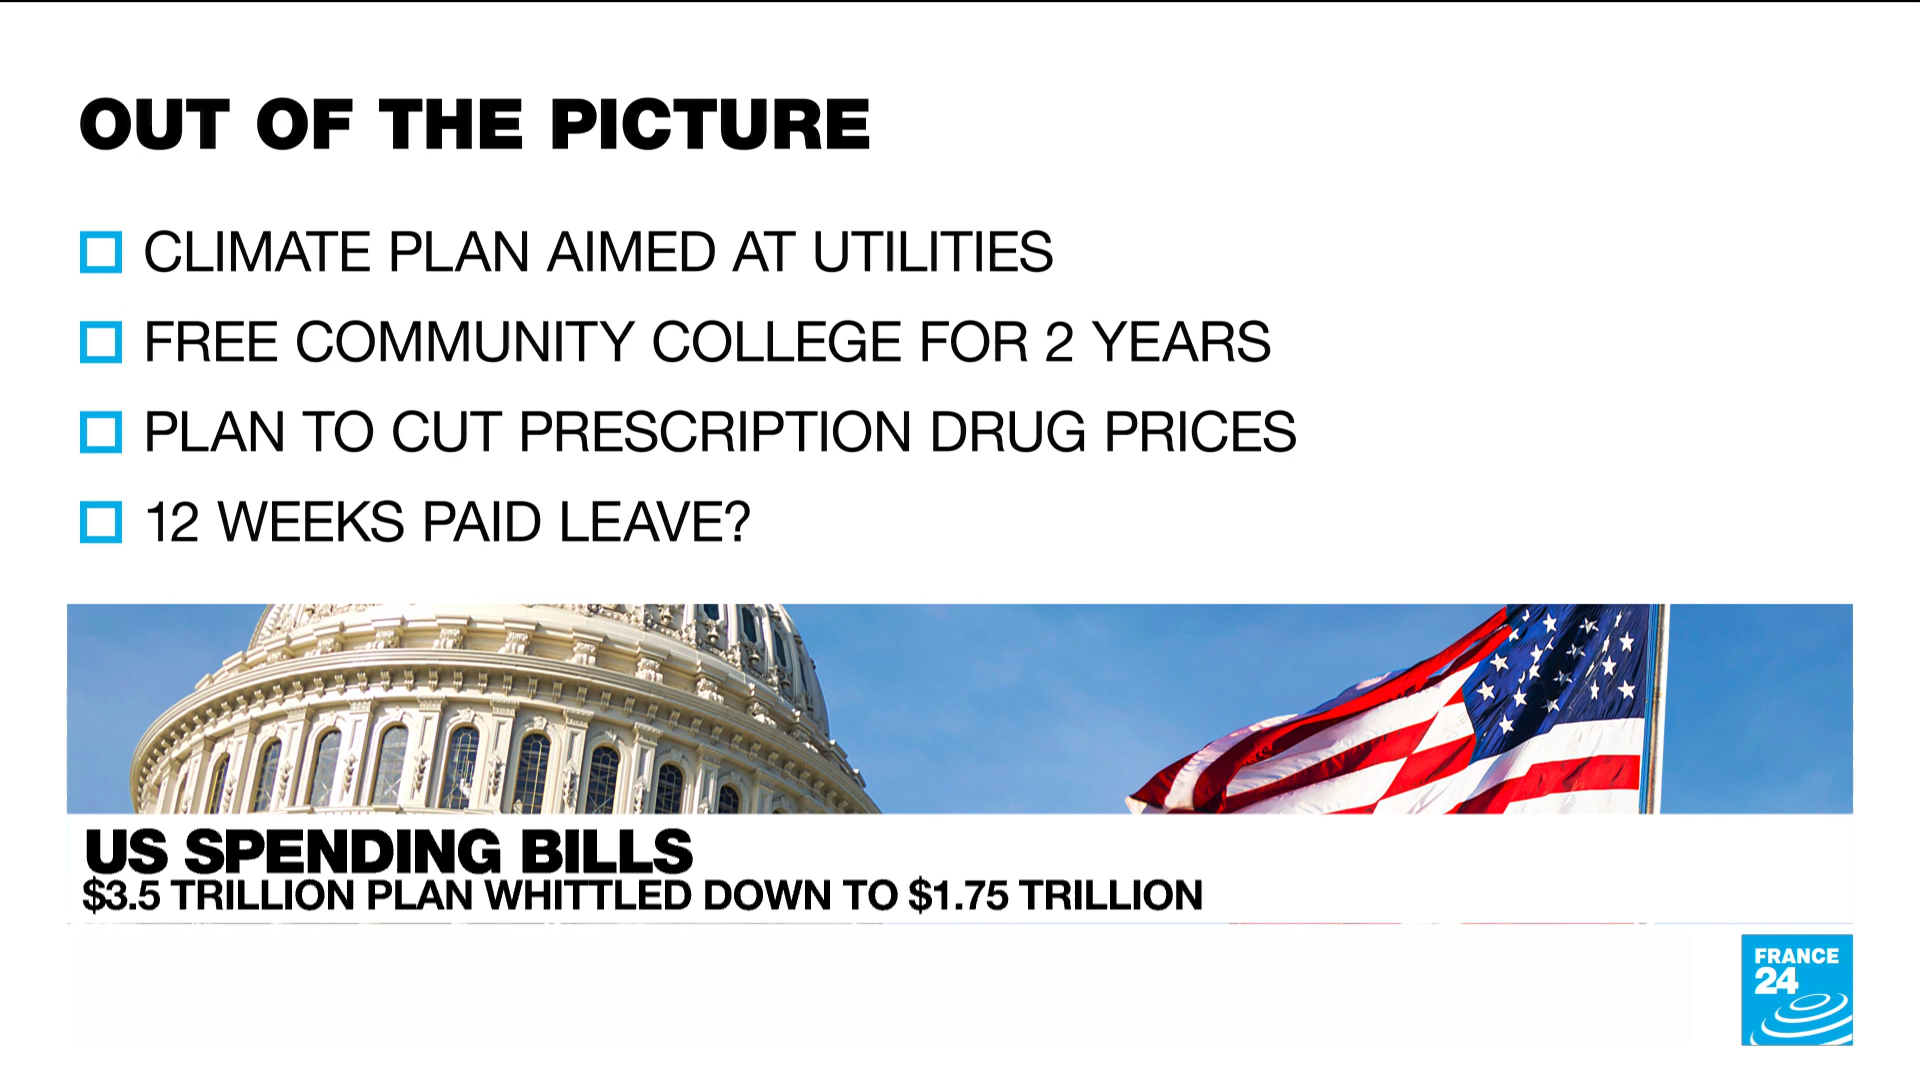 OUT OF THE PICTURE
CLIMATE PLAN AIMED AT UTILITIES
FREE COMMUNITY COLLEGE FOR 2 YEARS
PLAN TO CUT PRESCRIPTION DRUG PRICES
12 WEEKS PAID LEAVE?
US SPENDING BILLS
$3.5 TRILLION PLAN WHITTLED DOWN TO $1.75 TRILLION
FRANCE
24